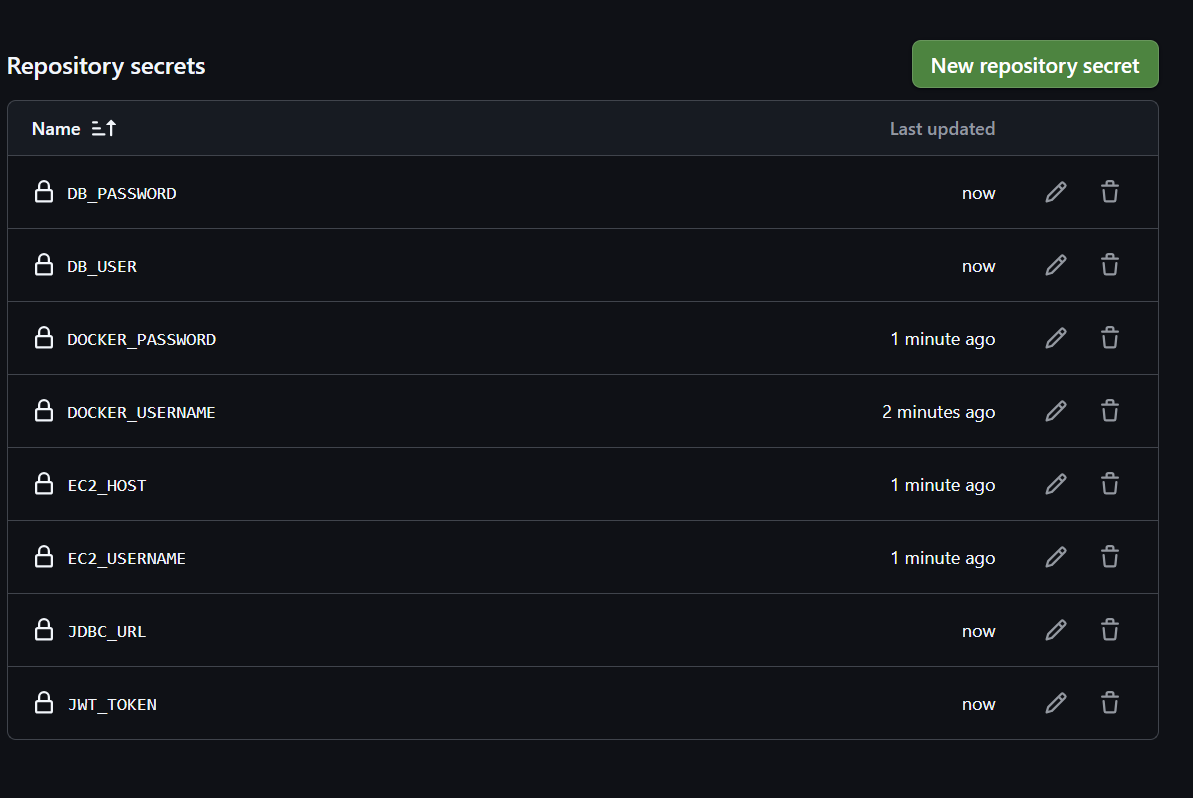 Repository secrets
New repository secret
Name Last updated
DB_PASSWORD now
DB_USER now
DOCKER_PASSWORD 1 minute ago
DOCKER_USERNAME 2 minutes ago
EC2_HOST 1 minute ago
EC2_USERNAME 1 minute ago
JDBC_URL now
JWT_TOKEN now